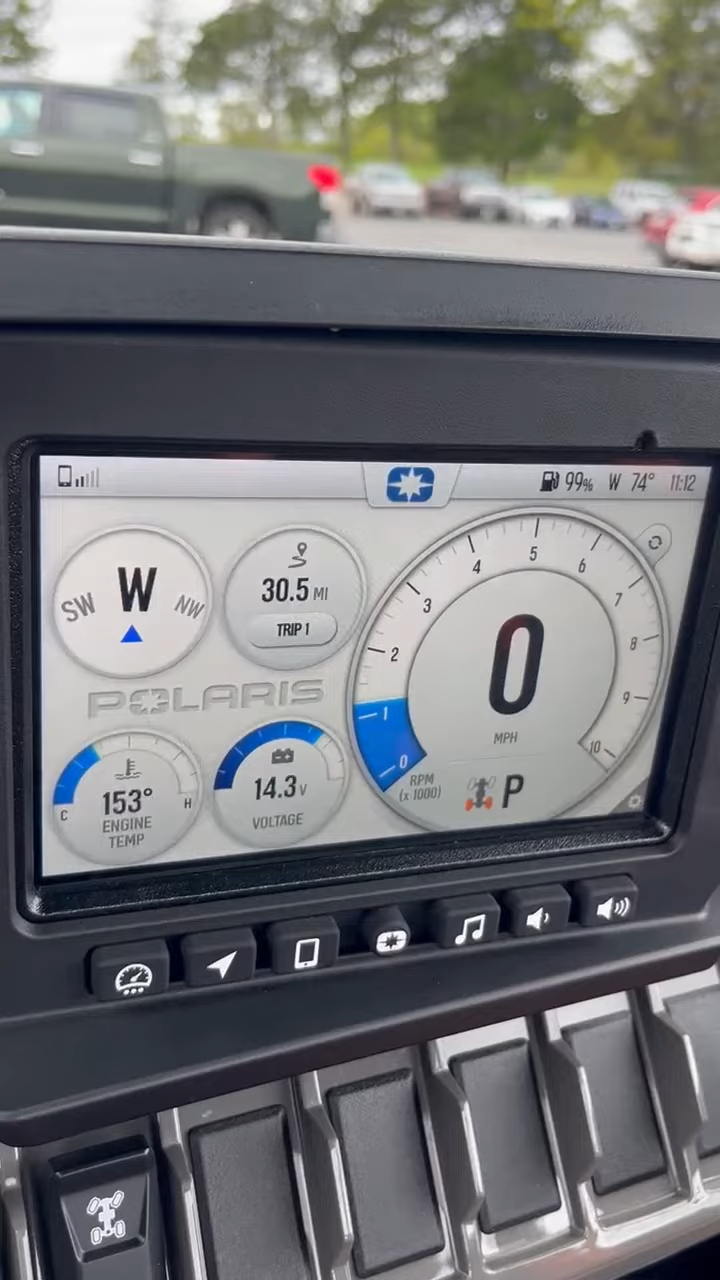 99% W 74° 11:12
SW W NW
30.5 MI
TRIP 1
POLARIS
153°
C H
ENGINE
TEMP
14.3 V
VOLTAGE
0 1 2 3 4 5 6 7 8 9 10
0
MPH
RPM
(x 1000)
P